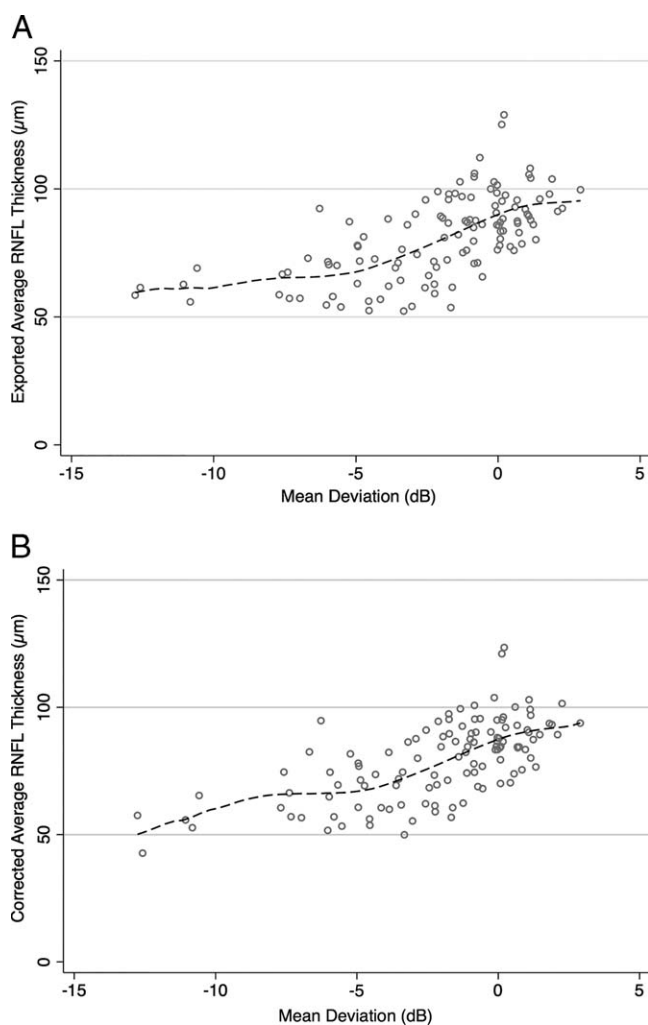 A
150
100
50
0
Exported Average RNFL Thickness (µm)
-15 -10 -5 0 5
Mean Deviation (dB)
B
150
100
50
0
Corrected Average RNFL Thickness (µm)
-15 -10 -5 0 5
Mean Deviation (dB)